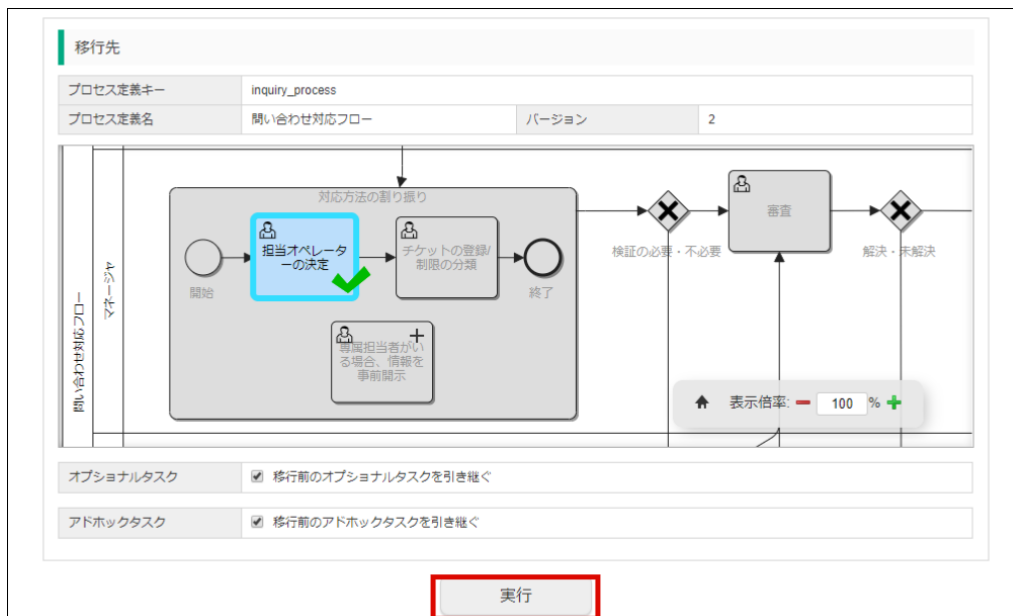 移行先
プロセス定義キー
inquiry_process
プロセス定義名
問い合わせ対応フロー
バージョン
2
問い合わせ対応フロー
マネージャ
対応方法の割り振り
開始
担当オペレータ
ーの決定
チケットの登録/
制限の分類
終了
専属担当者がい
る場合、情報を
事前開示
検証の必要・不必要
審査
解決・未解決
表示倍率:
100
%
オプショナルタスク
移行前のオプショナルタスクを引き継ぐ
アドホックタスク
移行前のアドホックタスクを引き継ぐ
実行